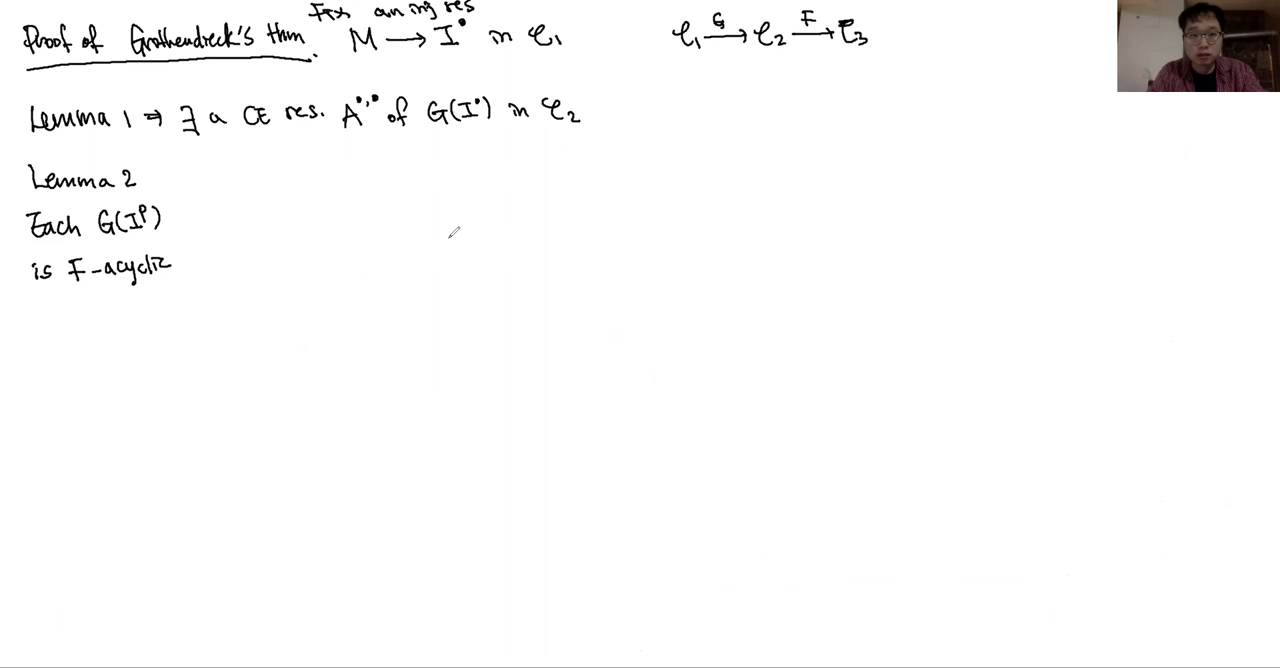 Fix an inj res
Proof of Grothendieck's thm. M → I^• in 𝒞₁ 𝒞₁ →^G 𝒞₂ →^F 𝒞₃
Lemma 1 ⇒ ∃ a CE res. A^{•,•} of G(I^•) in 𝒞₂
Lemma 2
Each G(I^p)
is F-acyclic